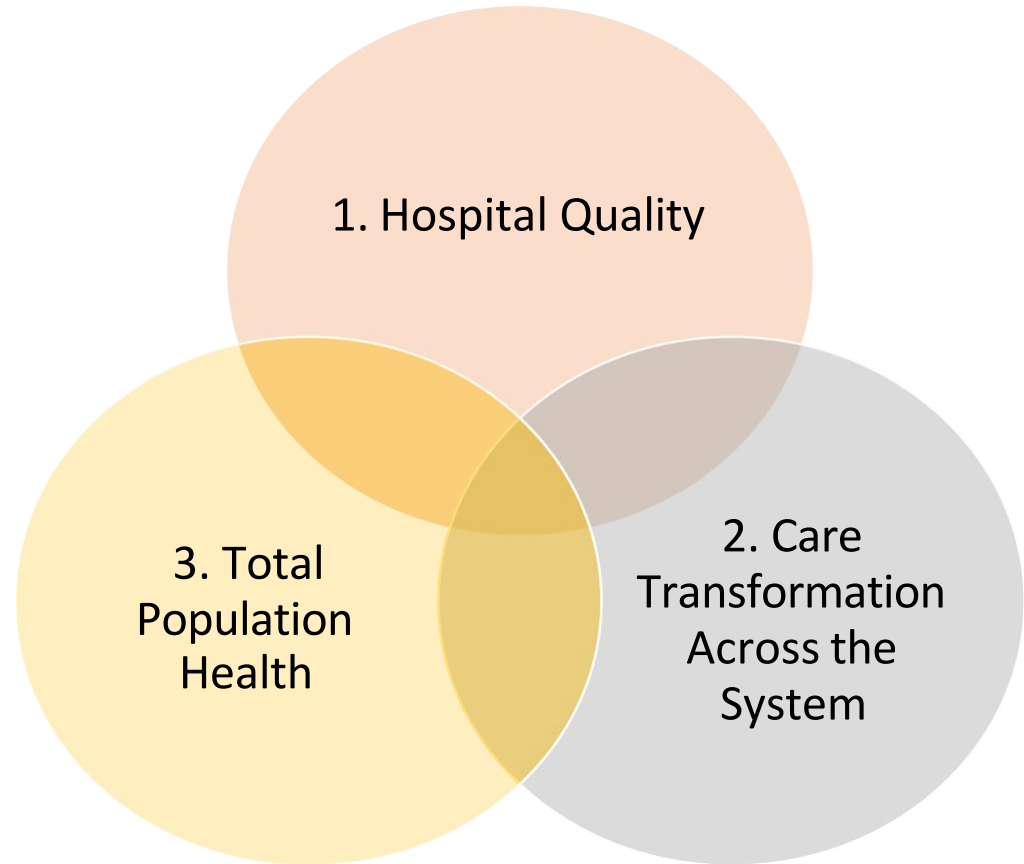 1. Hospital Quality
2. Care
Transformation
Across the
System
3. Total
Population
Health